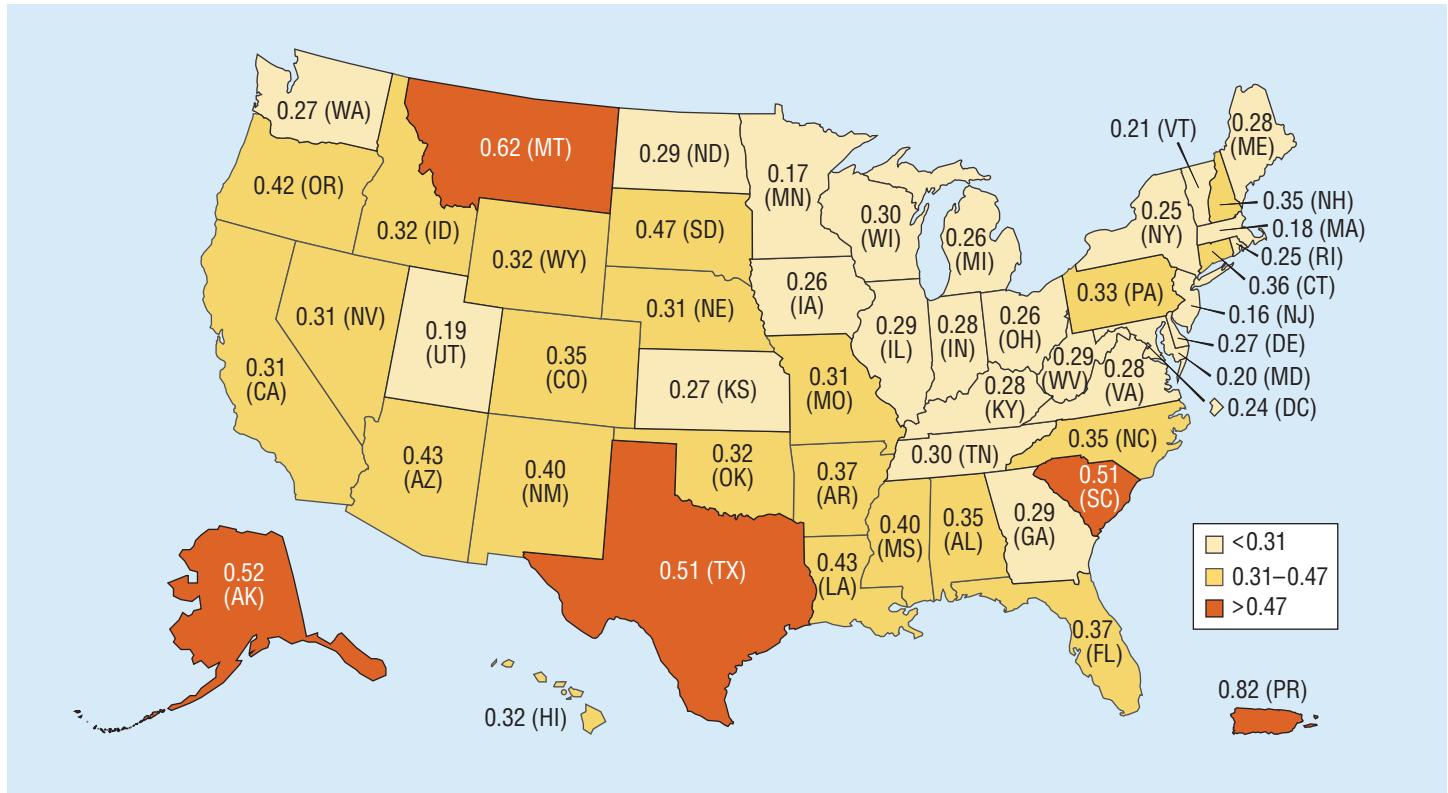 0.27 (WA)
0.62 (MT)
0.29 (ND)
0.17
(MN)
0.21 (VT)
0.28
(ME)
0.42 (OR)
0.32 (ID)
0.47 (SD)
0.30
(WI)
0.26
(MI)
0.25
(NY)
0.35 (NH)
0.18 (MA)
0.25 (RI)
0.36 (CT)
0.32 (WY)
0.26
(IA)
0.33 (PA)
0.16 (NJ)
0.31 (NV)
0.19
(UT)
0.31 (NE)
0.29
(IL)
0.28
(IN)
0.26
(OH)
0.27 (DE)
0.20 (MD)
0.24 (DC)
0.31
(CA)
0.35
(CO)
0.27 (KS)
0.31
(MO)
0.28
(KY)
0.29
(WV)
0.28
(VA)
0.43
(AZ)
0.40
(NM)
0.32
(OK)
0.37
(AR)
0.30 (TN)
0.35 (NC)
0.51
(SC)
0.51 (TX)
0.43
(LA)
0.40
(MS)
0.35
(AL)
0.29
(GA)
0.37
(FL)
0.52
(AK)
0.32 (HI)
<0.31
0.31–0.47
>0.47
0.82 (PR)